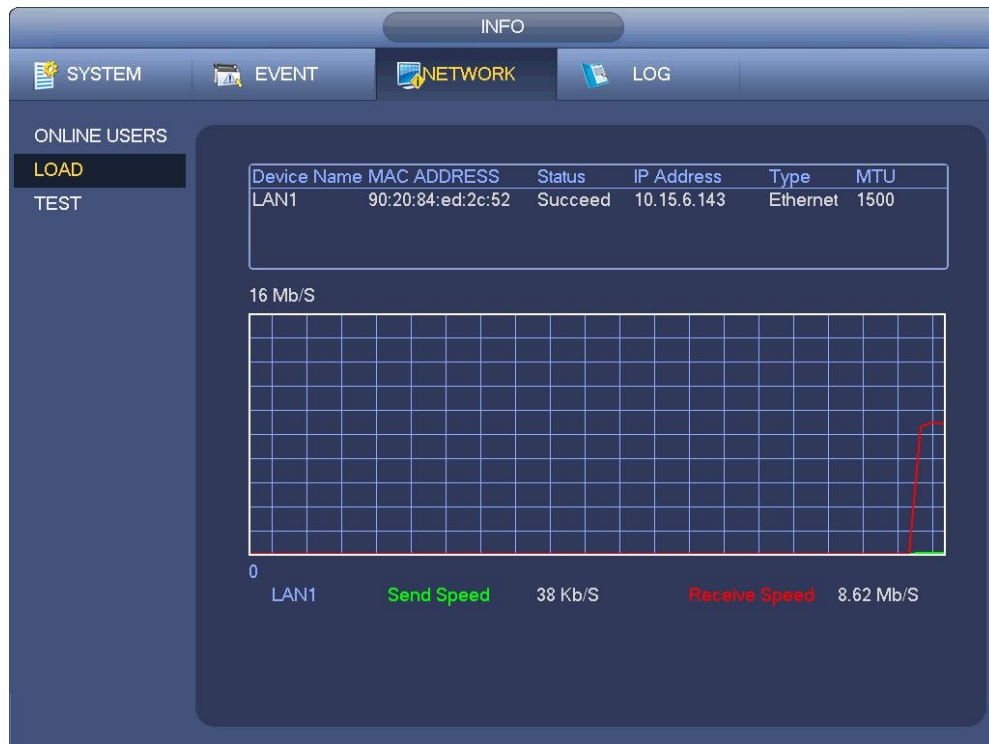 INFO
SYSTEM EVENT NETWORK LOG
ONLINE USERS
LOAD
TEST
Device Name MAC ADDRESS Status IP Address Type MTU
LAN1 90:20:84:ed:2c:52 Succeed 10.15.6.143 Ethernet 1500
16 Mb/S
0
LAN1 Send Speed 38 Kb/S Receive Speed 8.62 Mb/S